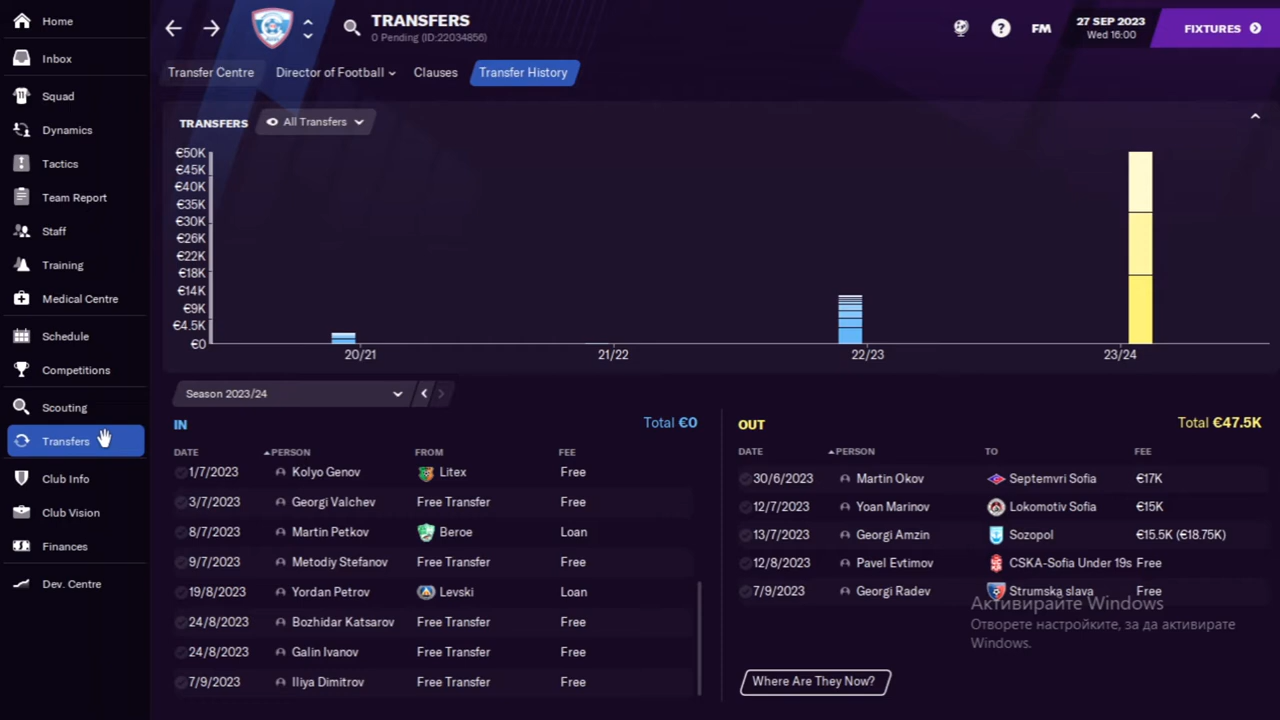 Home
Inbox
Squad
Dynamics
Tactics
Team Report
Staff
Training
Medical Centre
Schedule
Competitions
Scouting
Transfers
Club Info
Club Vision
Finances
Dev. Centre
TRANSFERS
0 Pending (ID:22034856)
? FM 27 SEP 2023 FIXTURES
Wed 16:00
Transfer Centre Director of Football Clauses Transfer History
TRANSFERS All Transfers
€50K
€45K
€40K
€35K
€30K
€26K
€22K
€18K
€14K
€9K
€4.5K
€0
20/21 21/22 22/23 23/24
Season 2023/24
IN Total €0
DATE PERSON FROM FEE
1/7/2023 Kolyo Genov Litex Free
3/7/2023 Georgi Valchev Free Transfer Free
8/7/2023 Martin Petkov Beroe Loan
9/7/2023 Metodiy Stefanov Free Transfer Free
19/8/2023 Yordan Petrov Levski Loan
24/8/2023 Bozhidar Katsarov Free Transfer Free
24/8/2023 Galin Ivanov Free Transfer Free
7/9/2023 Iliya Dimitrov Free Transfer Free
OUT Total €47.5K
DATE PERSON TO FEE
30/6/2023 Martin Okov Septemvri Sofia €17K
12/7/2023 Yoan Marinov Lokomotiv Sofia €15K
13/7/2023 Georgi Amzin Sozopol €15.5K (€18.75K)
12/8/2023 Pavel Evtimov CSKA-Sofia Under 19s Free
7/9/2023 Georgi Radev Strumska slava Free
Активирайте Windows
Отворете настройките, за да активирате
Windows.
Where Are They Now?